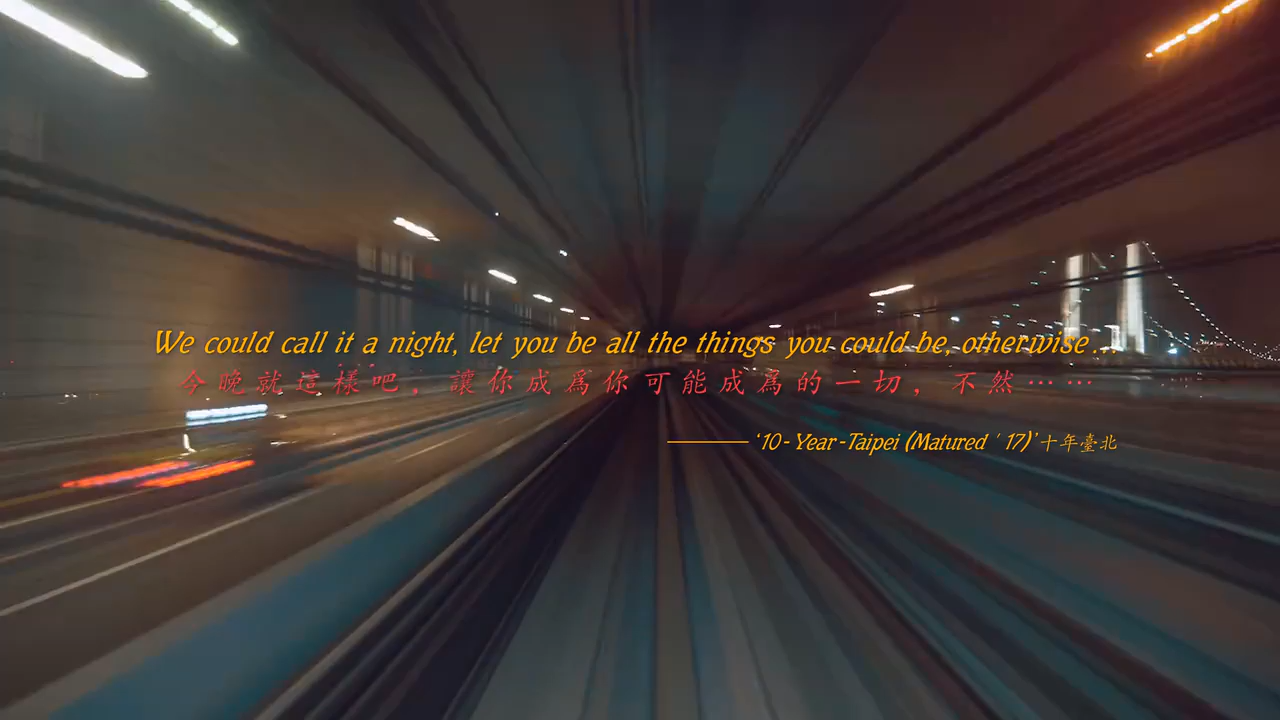 We could call it a night, let you be all the things you could be, otherwise...
今晚就這樣吧，讓你成爲你可能成爲的一切，不然……
——‘10-Year-Taipei (Matured '17)’十年臺北